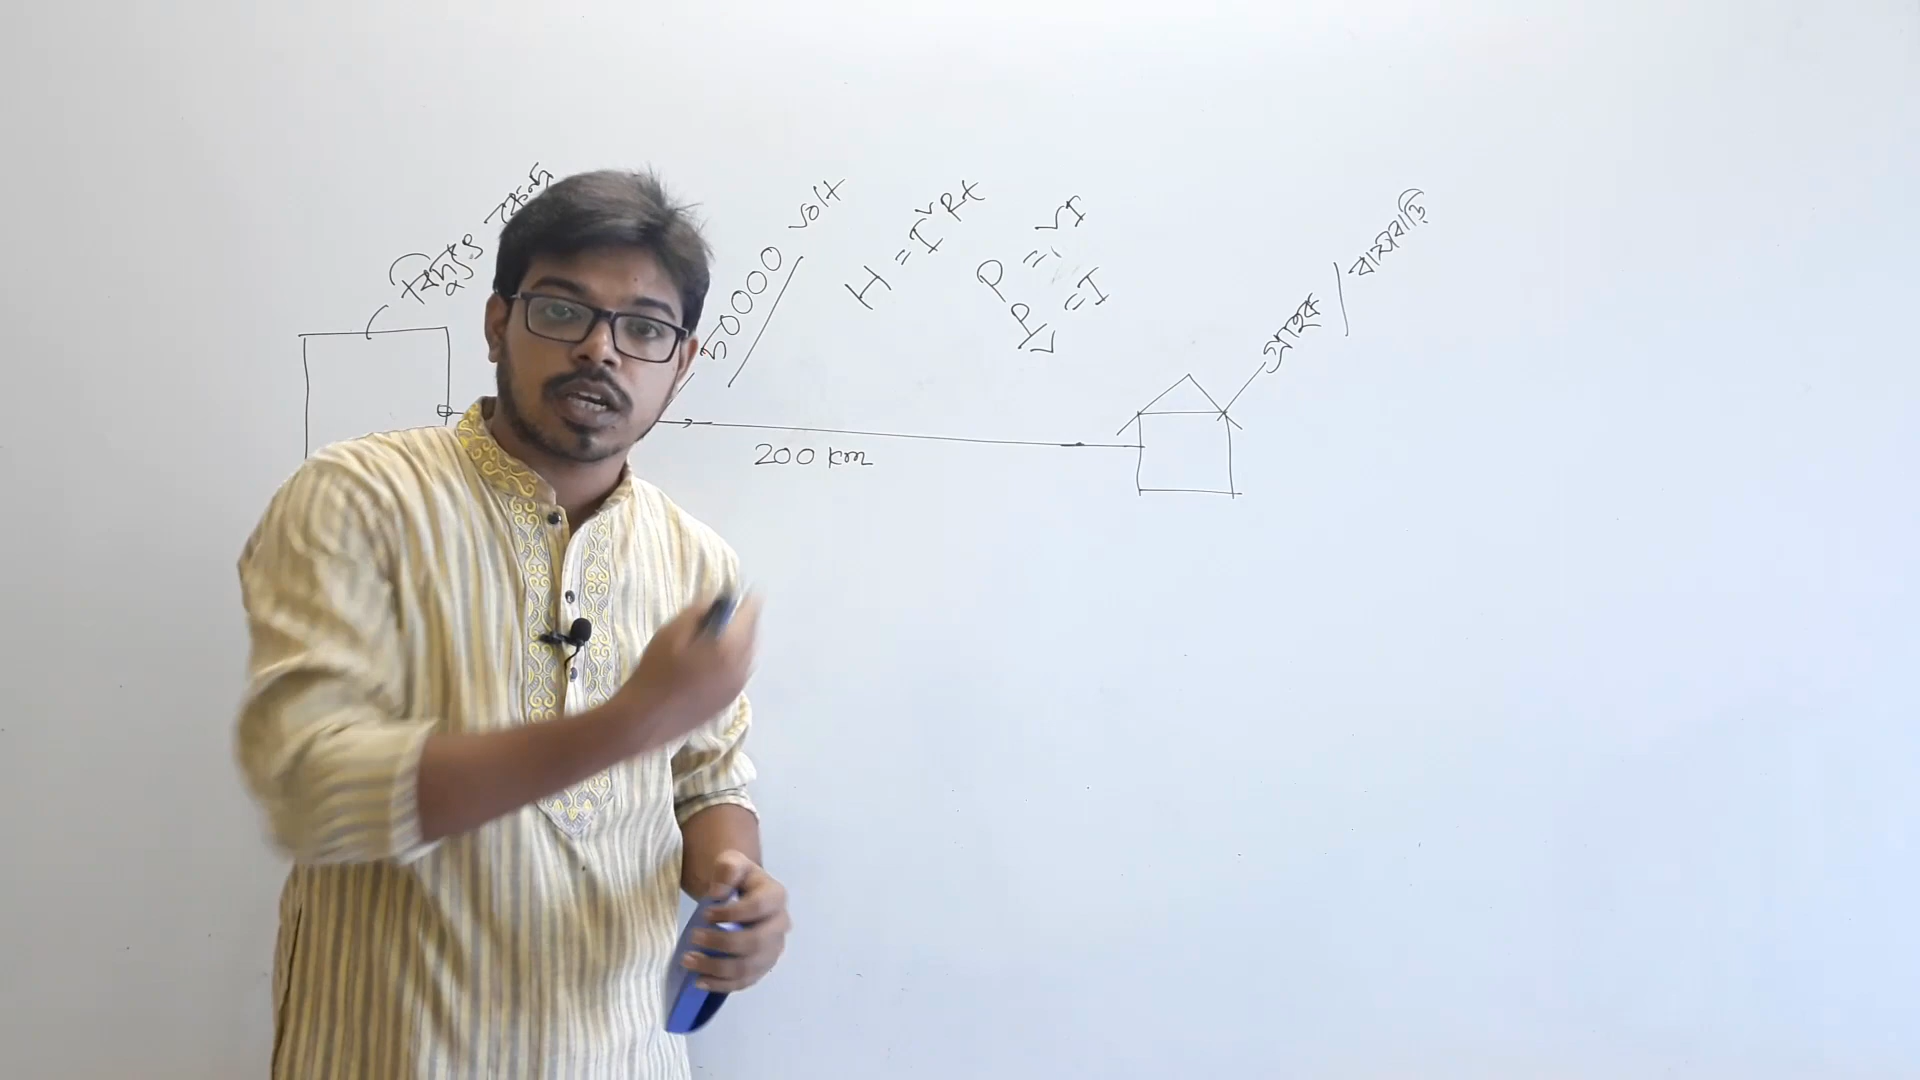 বিদ্যুৎ কেন্দ্র
50000 volt
H = I²Rt
P = VI
P/V = I
গ্রাহক / বাসাবাড়ি
200 km